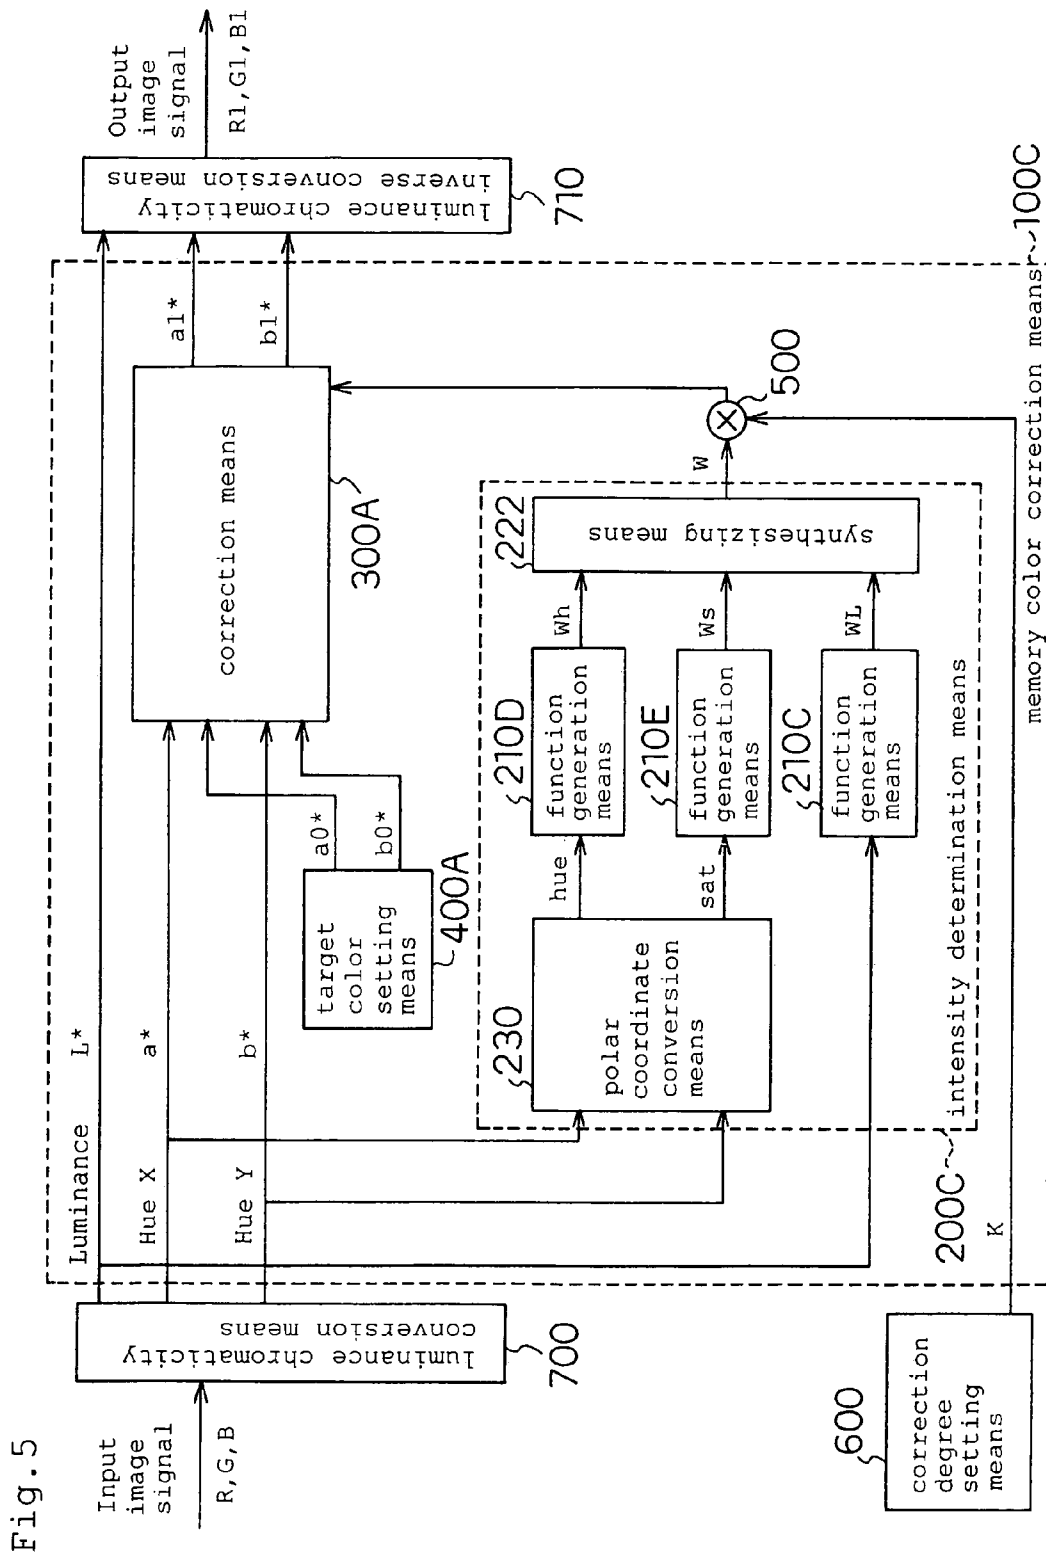 Fig.5
Input
image
signal
R,G,B
luminance chromaticity
conversion means
700
Luminance L*
Hue X a*
Hue Y b*
target
color
setting
means
400A
a0*
b0*
correction means
300A
a1*
b1*
luminance chromaticity
inverse conversion means
710
Output
image
signal
R1,G1,B1
230
polar
coordinate
conversion
means
hue
sat
210D
function
generation
means
Wh
210E
function
generation
means
Ws
210C
function
generation
means
WL
222
synthesizing means
W
500
200C
intensity determination means
600
correction
degree
setting
means
K
memory color correction means
100C